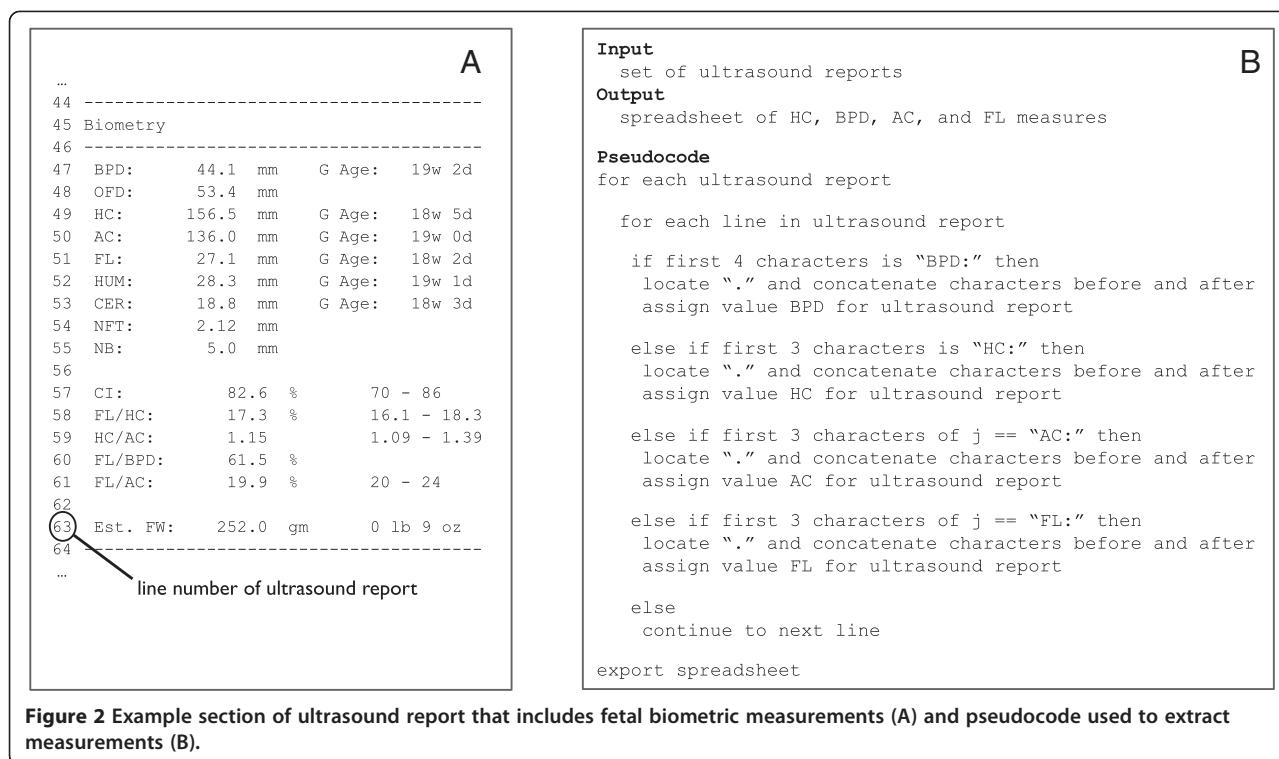 A
...
44 ---------------------------------------
45 Biometry
46 ---------------------------------------
47 BPD: 44.1 mm G Age: 19w 2d
48 OFD: 53.4 mm
49 HC: 156.5 mm G Age: 18w 5d
50 AC: 136.0 mm G Age: 19w 0d
51 FL: 27.1 mm G Age: 18w 2d
52 HUM: 28.3 mm G Age: 19w 1d
53 CER: 18.8 mm G Age: 18w 3d
54 NFT: 2.12 mm
55 NB: 5.0 mm
56
57 CI: 82.6 % 70 - 86
58 FL/HC: 17.3 % 16.1 - 18.3
59 HC/AC: 1.15 1.09 - 1.39
60 FL/BPD: 61.5 %
61 FL/AC: 19.9 % 20 - 24
62
63 Est. FW: 252.0 gm 0 lb 9 oz
64 ---------------------------------------
...
line number of ultrasound report
B
Input
set of ultrasound reports
Output
spreadsheet of HC, BPD, AC, and FL measures
Pseudocode
for each ultrasound report
for each line in ultrasound report
if first 4 characters is “BPD:” then
locate “.” and concatenate characters before and after
assign value BPD for ultrasound report
else if first 3 characters is “HC:” then
locate “.” and concatenate characters before and after
assign value HC for ultrasound report
else if first 3 characters of j == “AC:” then
locate “.” and concatenate characters before and after
assign value AC for ultrasound report
else if first 3 characters of j == “FL:” then
locate “.” and concatenate characters before and after
assign value FL for ultrasound report
else
continue to next line
export spreadsheet
Figure 2 Example section of ultrasound report that includes fetal biometric measurements (A) and pseudocode used to extract
measurements (B).